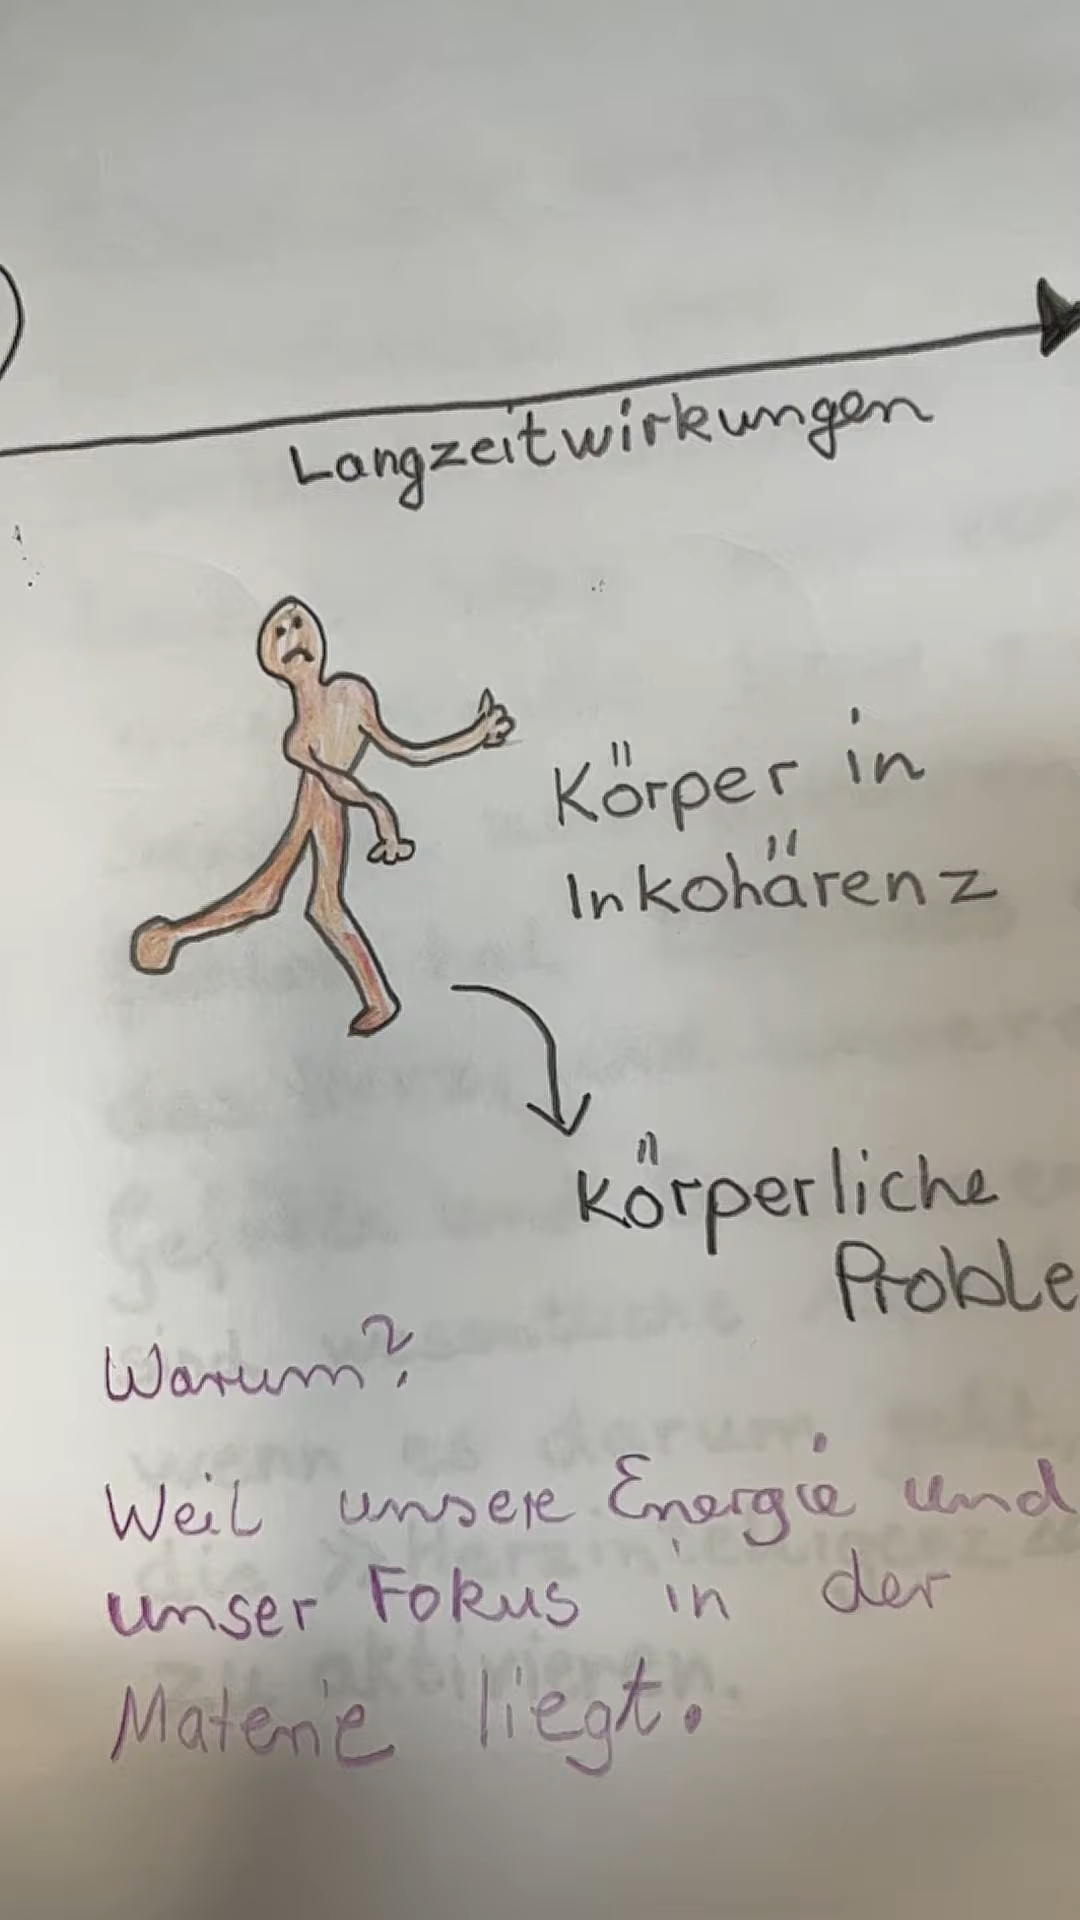 Langzeitwirkungen
Körper in
Inkohärenz
körperliche
Proble
Warum?
Weil unsere Energie und
unser Fokus in der
Materie liegt.